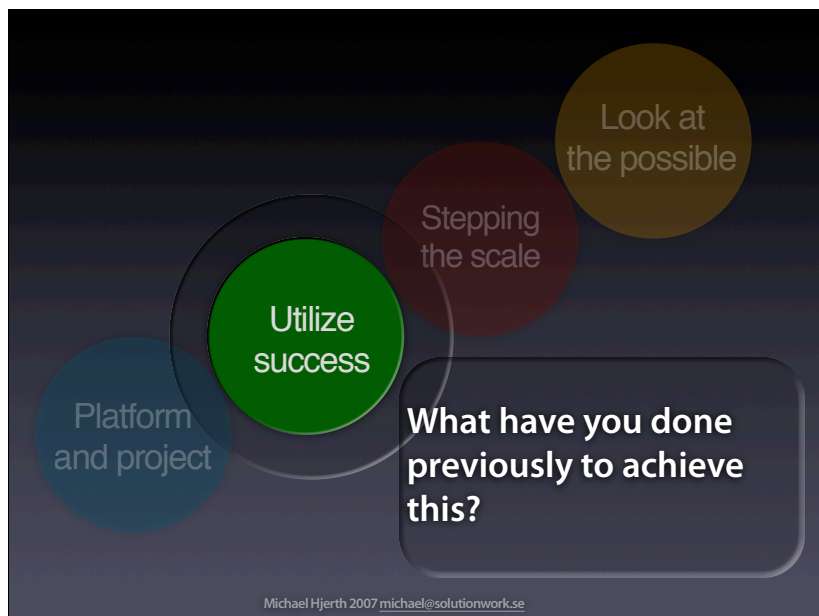 Look at
the possible
Stepping
the scale
Utilize
success
Platform
and project
What have you done
previously to achieve
this?
Michael Hjerth 2007 michael@solutionwork.se